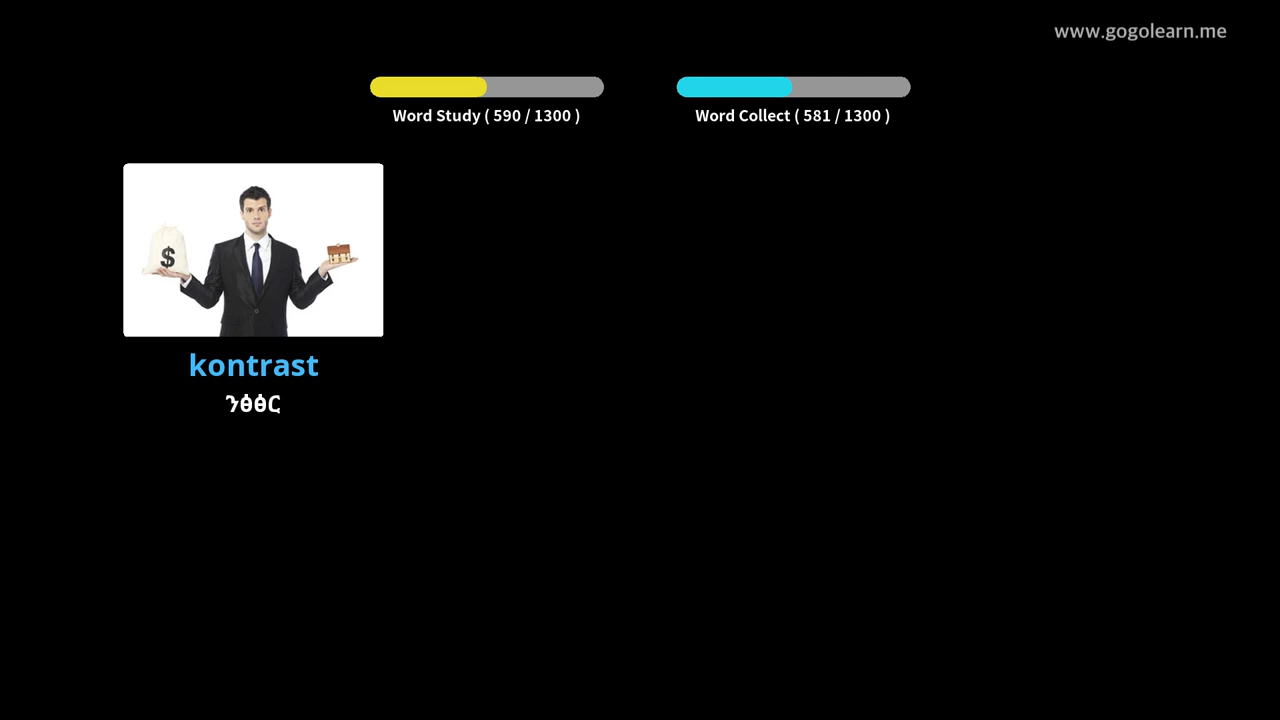 www.gogolearn.me
Word Study ( 590 / 1300 )
Word Collect ( 581 / 1300 )
$
kontrast
ንፅፅር